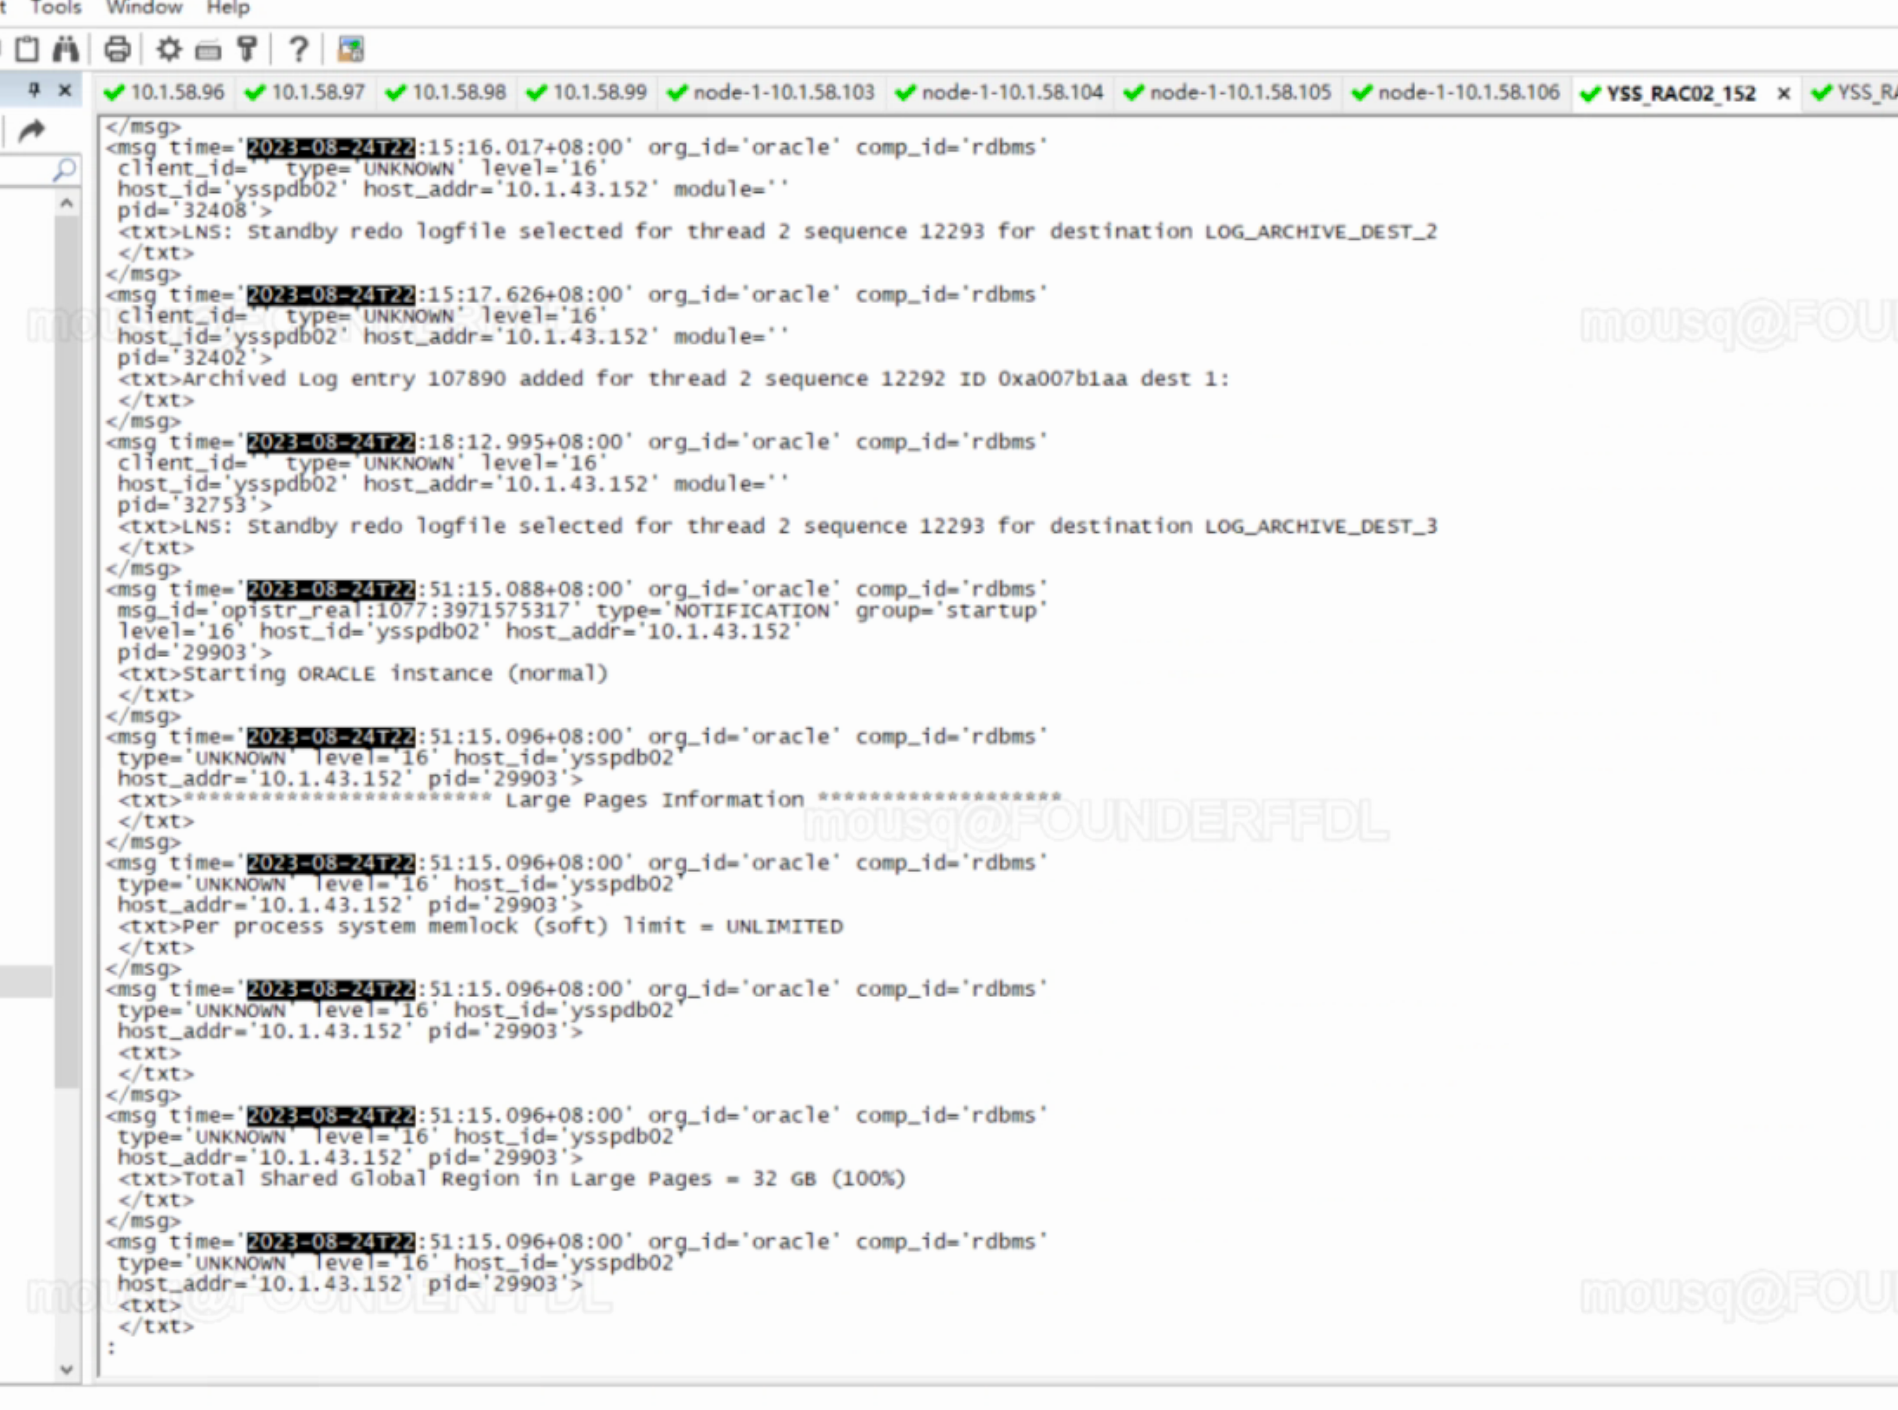 Tools Window Help
10.1.58.96 10.1.58.97 10.1.58.98 10.1.58.99 node-1-10.1.58.103 node-1-10.1.58.104 node-1-10.1.58.105 node-1-10.1.58.106 YSS_RAC02_152 × YSS_RA
</msg>
<msg time='2023-08-24T22:15:16.017+08:00' org_id='oracle' comp_id='rdbms'
client_id='' type='UNKNOWN' level='16'
host_id='ysspdb02' host_addr='10.1.43.152' module=''
pid='32408'>
<txt>LNS: Standby redo logfile selected for thread 2 sequence 12293 for destination LOG_ARCHIVE_DEST_2
</txt>
</msg>
<msg time='2023-08-24T22:15:17.626+08:00' org_id='oracle' comp_id='rdbms'
client_id='' type='UNKNOWN' level='16'
host_id='ysspdb02' host_addr='10.1.43.152' module=''
pid='32402'>
<txt>Archived Log entry 107890 added for thread 2 sequence 12292 ID 0xa007b1aa dest 1:
</txt>
</msg>
<msg time='2023-08-24T22:18:12.995+08:00' org_id='oracle' comp_id='rdbms'
client_id='' type='UNKNOWN' level='16'
host_id='ysspdb02' host_addr='10.1.43.152' module=''
pid='32753'>
<txt>LNS: Standby redo logfile selected for thread 2 sequence 12293 for destination LOG_ARCHIVE_DEST_3
</txt>
</msg>
<msg time='2023-08-24T22:51:15.088+08:00' org_id='oracle' comp_id='rdbms'
msg_id='opistr_real:1077:3971575317' type='NOTIFICATION' group='startup'
level='16' host_id='ysspdb02' host_addr='10.1.43.152'
pid='29903'>
<txt>Starting ORACLE instance (normal)
</txt>
</msg>
<msg time='2023-08-24T22:51:15.096+08:00' org_id='oracle' comp_id='rdbms'
type='UNKNOWN' level='16' host_id='ysspdb02'
host_addr='10.1.43.152' pid='29903'>
<txt>************************ Large Pages Information *******************
</txt>
</msg>
<msg time='2023-08-24T22:51:15.096+08:00' org_id='oracle' comp_id='rdbms'
type='UNKNOWN' level='16' host_id='ysspdb02'
host_addr='10.1.43.152' pid='29903'>
<txt>Per process system memlock (soft) limit = UNLIMITED
</txt>
</msg>
<msg time='2023-08-24T22:51:15.096+08:00' org_id='oracle' comp_id='rdbms'
type='UNKNOWN' level='16' host_id='ysspdb02'
host_addr='10.1.43.152' pid='29903'>
<txt>
</txt>
</msg>
<msg time='2023-08-24T22:51:15.096+08:00' org_id='oracle' comp_id='rdbms'
type='UNKNOWN' level='16' host_id='ysspdb02'
host_addr='10.1.43.152' pid='29903'>
<txt>Total Shared Global Region in Large Pages = 32 GB (100%)
</txt>
</msg>
<msg time='2023-08-24T22:51:15.096+08:00' org_id='oracle' comp_id='rdbms'
type='UNKNOWN' level='16' host_id='ysspdb02'
host_addr='10.1.43.152' pid='29903'>
<txt>
</txt>
:
mousq@FOUNDERFFDL
mousq@FOU
mousq@FOUNDERFFDL
mousq@FOUNDERFFDL
mousq@FOU